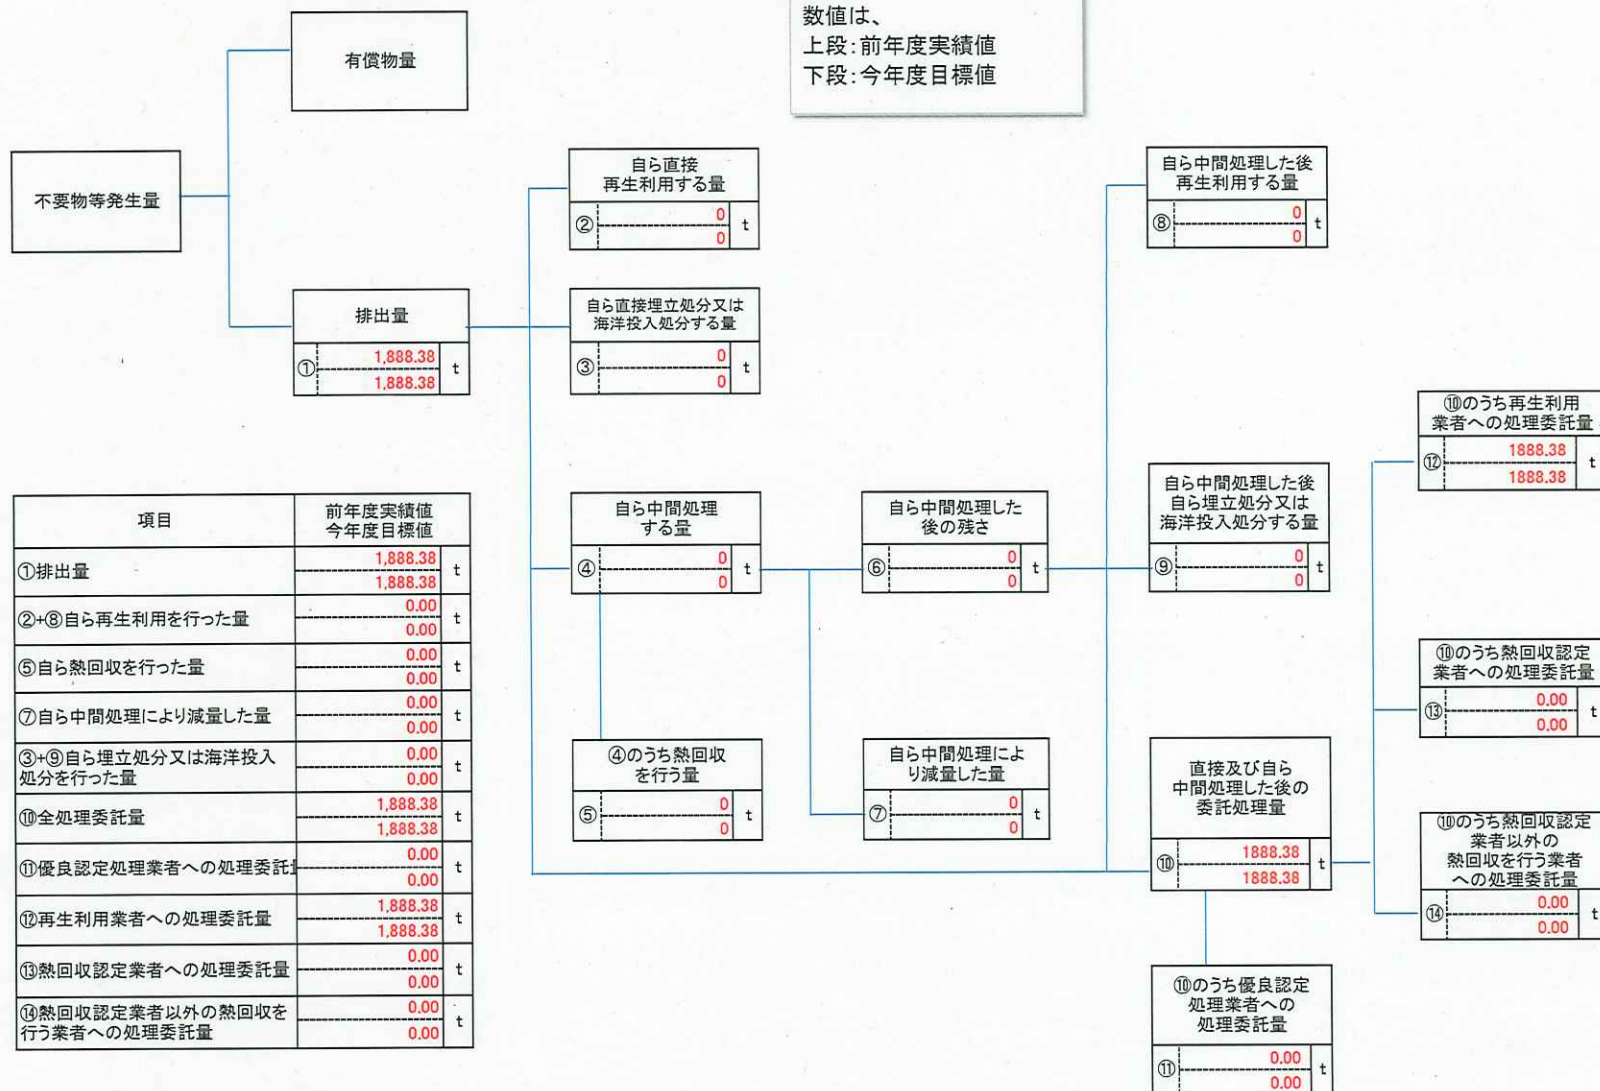 数値は、
上段:前年度実績値
下段:今年度目標値
有償物量
不要物等発生量
排出量
①
1,888.38
1,888.38
t
自ら直接
再生利用する量
②
0
0
t
自ら直接埋立処分又は
海洋投入処分する量
③
0
0
t
自ら中間処理
する量
④
0
0
t
④のうち熱回収
を行う量
⑤
0
0
t
自ら中間処理した
後の残さ
⑥
0
0
t
自ら中間処理によ
り減量した量
⑦
0
0
t
自ら中間処理した後
再生利用する量
⑧
0
0
t
自ら中間処理した後
自ら埋立処分又は
海洋投入処分する量
⑨
0
0
t
直接及び自ら
中間処理した後の
委託処理量
⑩
1888.38
1888.38
t
⑩のうち優良認定
処理業者への
処理委託量
⑪
0.00
0.00
t
⑩のうち再生利用
業者への処理委託量
⑫
1888.38
1888.38
t
⑩のうち熱回収認定
業者への処理委託量
⑬
0.00
0.00
t
⑩のうち熱回収認定
業者以外の
熱回収を行う業者
への処理委託量
⑭
0.00
0.00
t
項目
前年度実績値
今年度目標値
①排出量
1,888.38
1,888.38
t
②+⑧自ら再生利用を行った量
0.00
0.00
t
⑤自ら熱回収を行った量
0.00
0.00
t
⑦自ら中間処理により減量した量
0.00
0.00
t
③+⑨自ら埋立処分又は海洋投入
処分を行った量
0.00
0.00
t
⑩全処理委託量
1,888.38
1,888.38
t
⑪優良認定処理業者への処理委託
0.00
0.00
t
⑫再生利用業者への処理委託量
1,888.38
1,888.38
t
⑬熱回収認定業者への処理委託量
0.00
0.00
t
⑭熱回収認定業者以外の熱回収を
行う業者への処理委託量
0.00
0.00
t